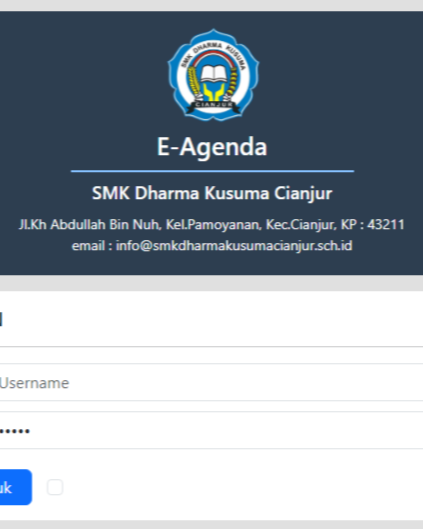 SMK DHARMA KUSUMA
CIANJUR
E-Agenda
SMK Dharma Kusuma Cianjur
Jl.Kh Abdullah Bin Nuh, Kel.Pamoyanan, Kec.Cianjur, KP : 43211
email : info@smkdharmakusumacianjur.sch.id
Username
•••••
uk